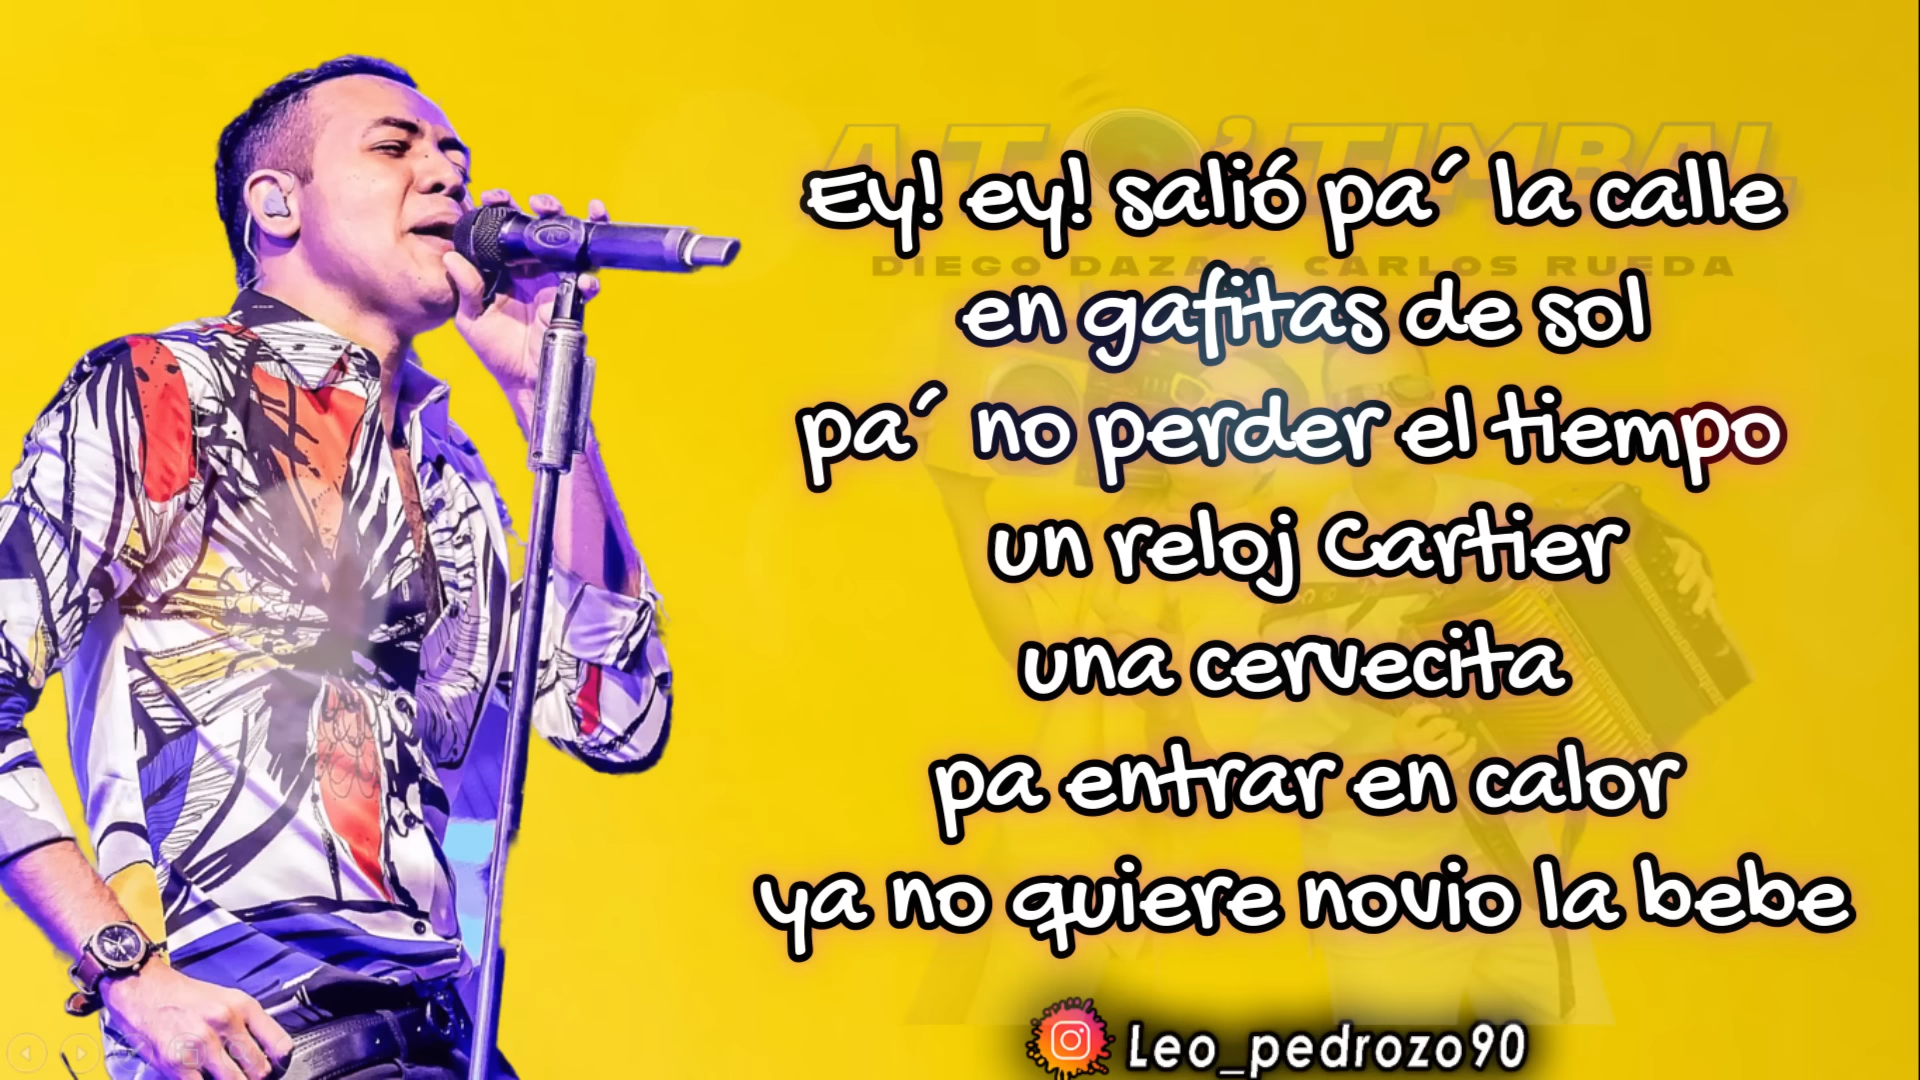 A T O' TIMBAL
Ey! ey! salió pa´ la calle
DIEGO DAZA & CARLOS RUEDA
en gafitas de sol
pa´ no perder el tiempo
un reloj Cartier
una cervecita
pa entrar en calor
ya no quiere novio la bebe
Leo_pedrozo90